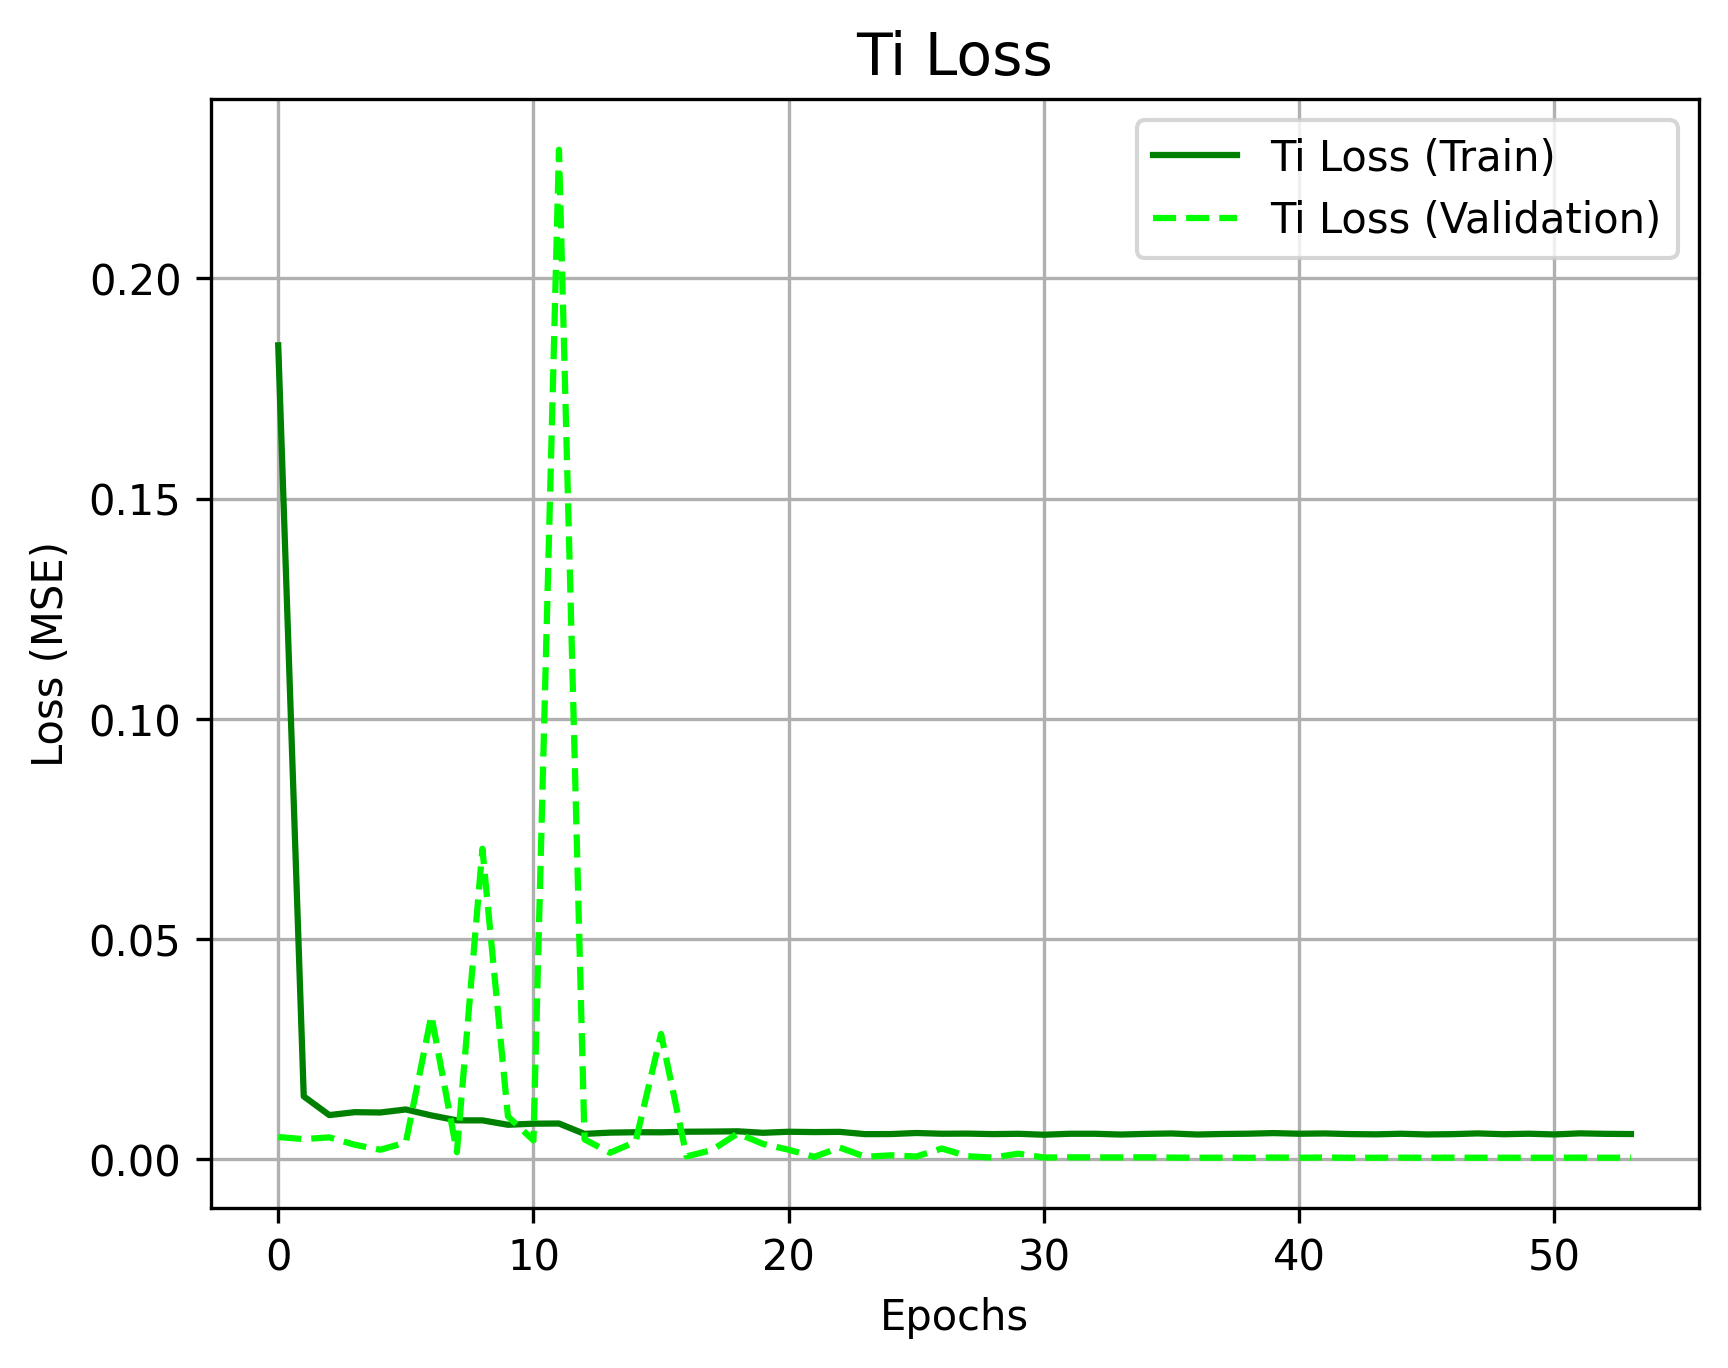 Ti Loss
Ti Loss (Train)
Ti Loss (Validation)
0.20
0.15
0.10
0.05
0.00
Loss (MSE)
0 10 20 30 40 50
Epochs